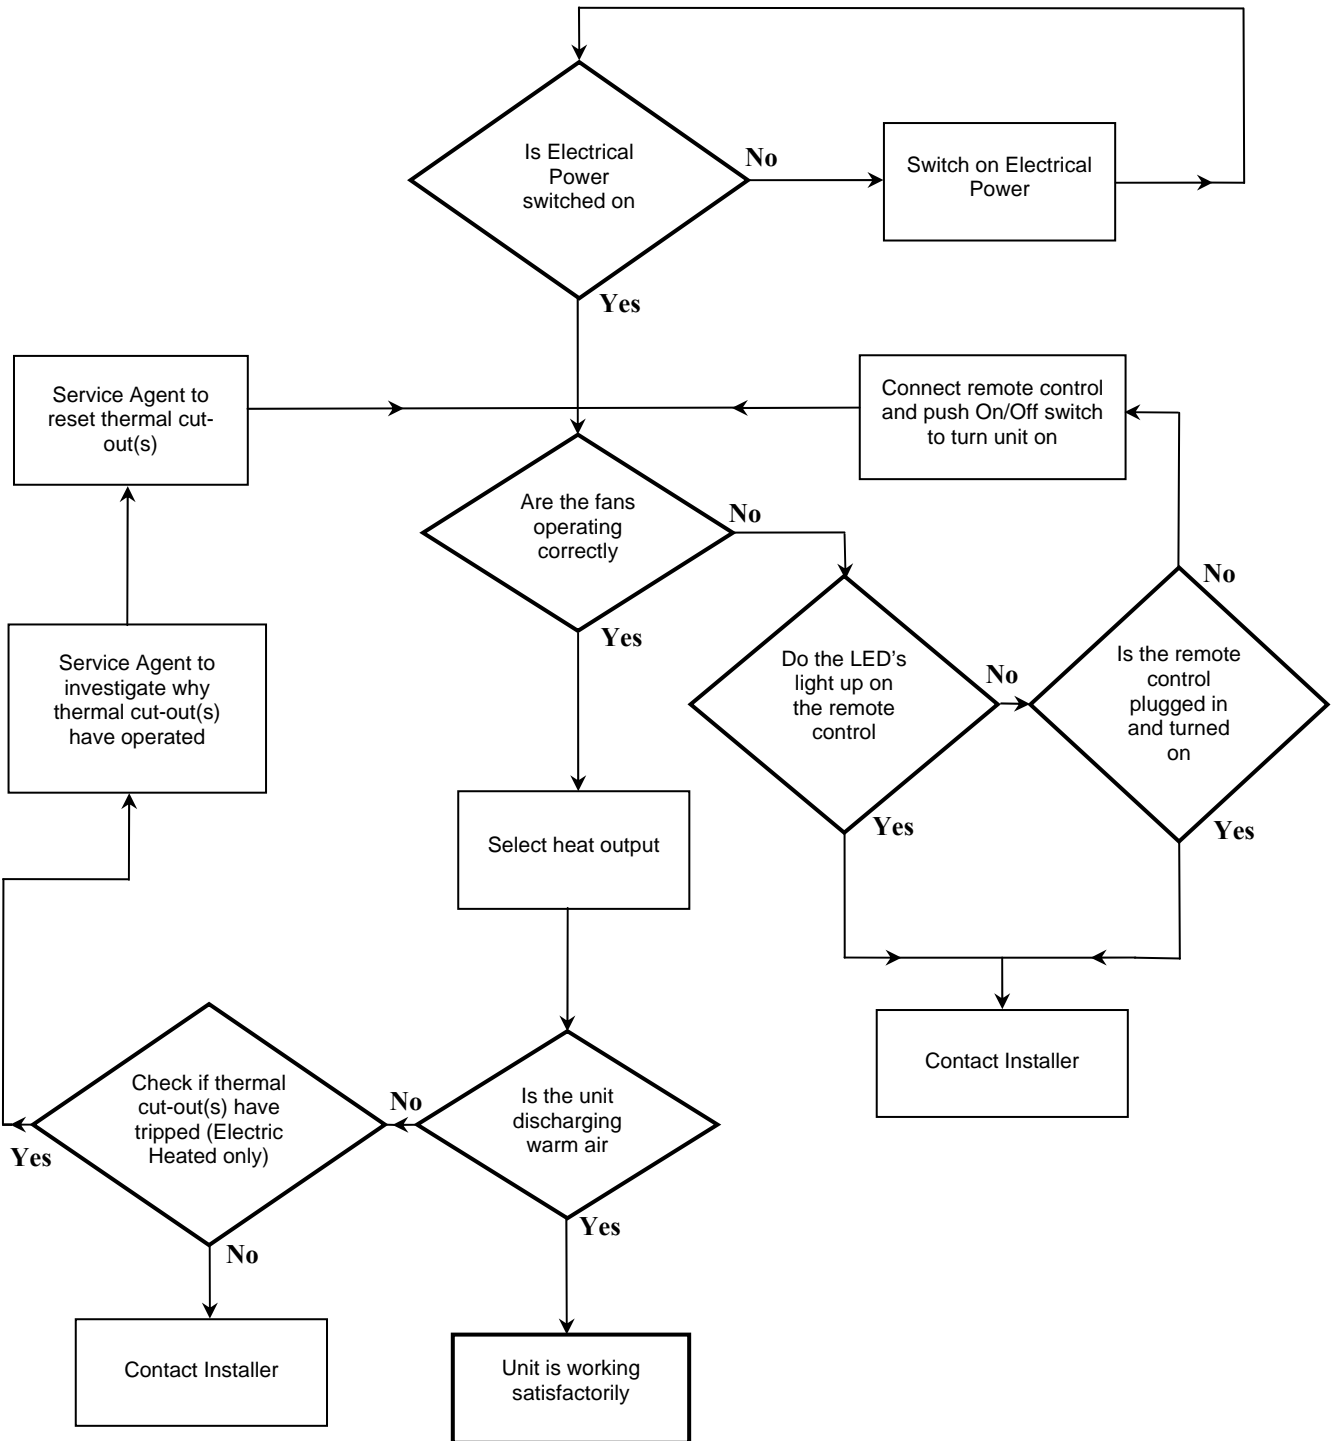 Is Electrical
Power
switched on
No
Switch on Electrical
Power
Yes
Service Agent to
reset thermal cut-
out(s)
Connect remote control
and push On/Off switch
to turn unit on
Are the fans
operating
correctly
No
Yes
No
Service Agent to
investigate why
thermal cut-out(s)
have operated
Do the LED's
light up on
the remote
control
No
Is the remote
control
plugged in
and turned
on
Yes
Yes
Select heat output
Contact Installer
Check if thermal
cut-out(s) have
tripped (Electric
Heated only)
No
Is the unit
discharging
warm air
Yes
No
Yes
Contact Installer
Unit is working
satisfactorily